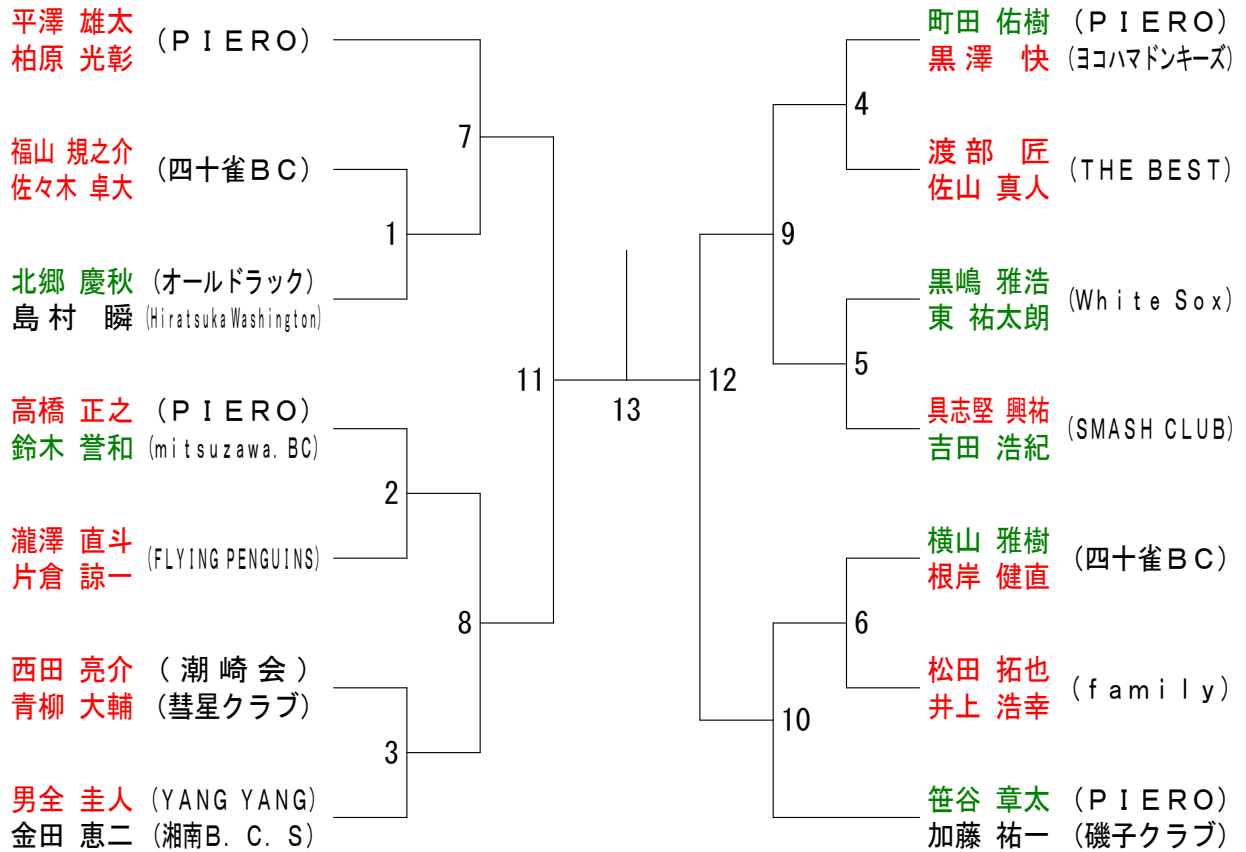 平澤 雄太 (PIERO)
柏原 光彰
7
福山 規之介 (四十雀BC)
佐々木 卓大
1
北郷 慶秋 (オールドラック)
島村 瞬 (Hiratsuka Washington)
11
高橋 正之 (PIERO)
鈴木 誉和 (mitsuzawa. BC)
2
瀧澤 直斗 (FLYING PENGUINS)
片倉 諒一
8
西田 亮介 (潮崎会)
青柳 大輔 (彗星クラブ)
3
男全 圭人 (YANG YANG)
金田 恵二 (湘南B. C. S)
13
町田 佑樹 (PIERO)
黒澤 快 (ヨコハマドンキーズ)
4
渡部 匠 (THE BEST)
佐山 真人
9
黒嶋 雅浩 (White Sox)
東 祐太朗
5
具志堅 興祐 (SMASH CLUB)
吉田 浩紀
12
横山 雅樹 (四十雀BC)
根岸 健直
6
松田 拓也 (family)
井上 浩幸
10
笹谷 章太 (PIERO)
加藤 祐一 (磯子クラブ)